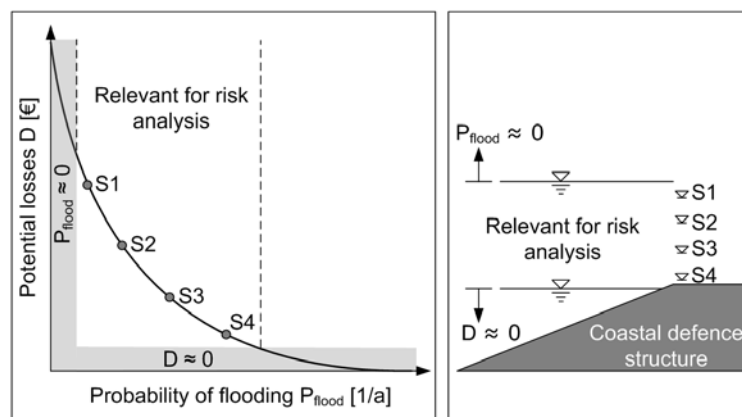 Potential losses D [€]
P_flood ≈ 0
Relevant for risk
analysis
S1
S2
S3
S4
D ≈ 0
Probability of flooding P_flood [1/a]
P_flood ≈ 0
S1
S2
Relevant for risk
analysis
S3
S4
D ≈ 0
Coastal defence
structure